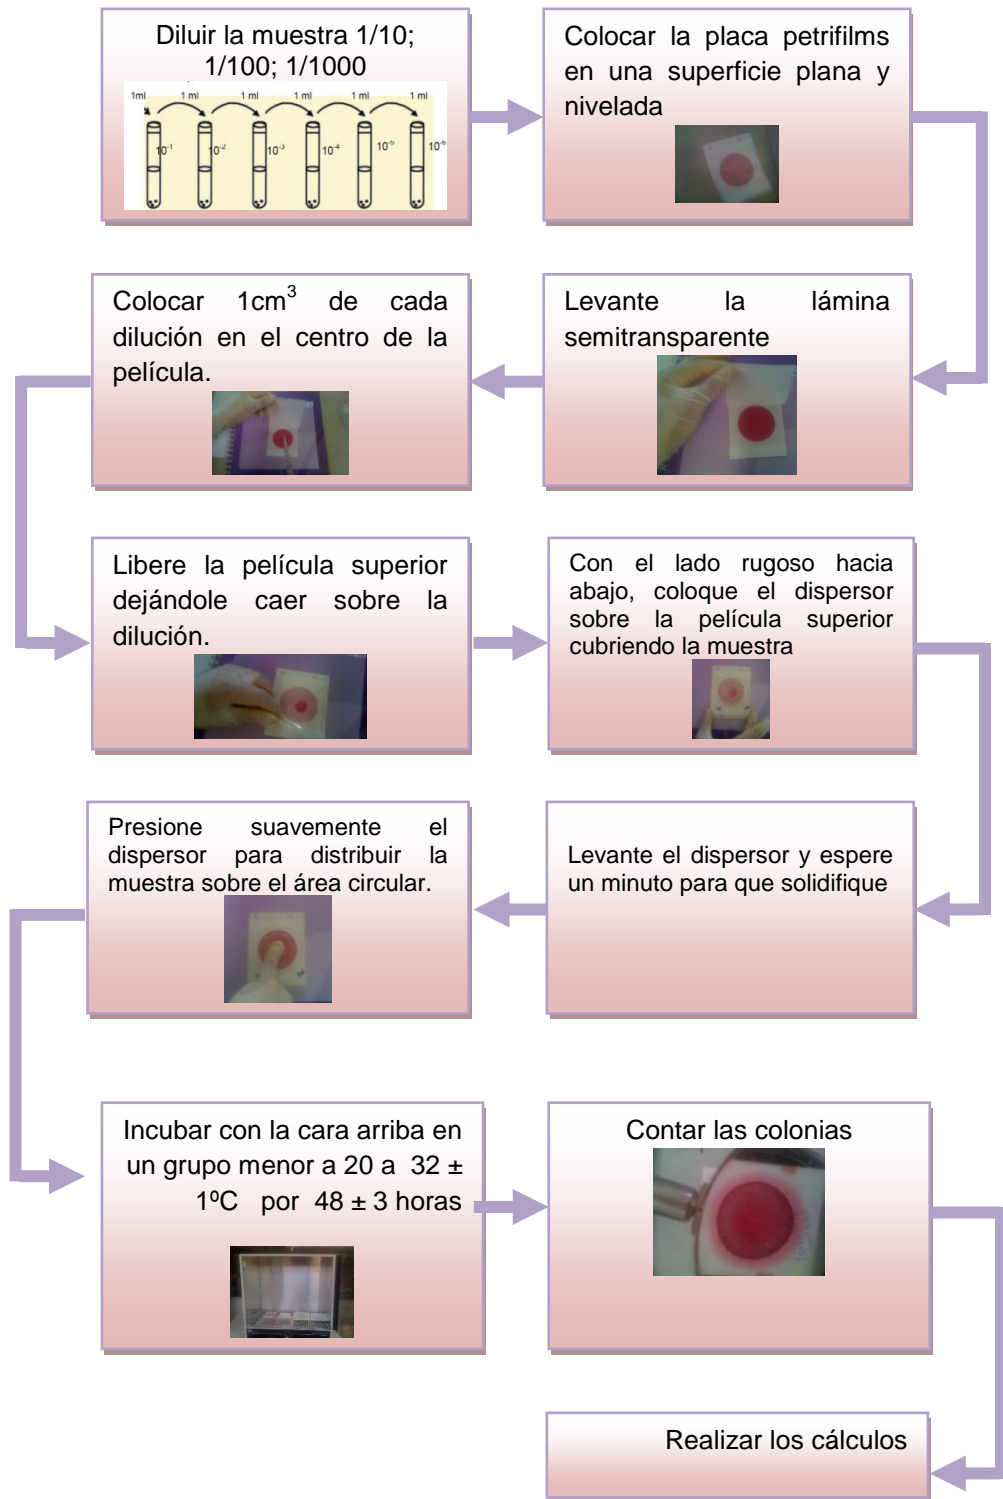 Diluir la muestra 1/10;
1/100; 1/1000
1ml 1 ml 1 ml 1 ml 1 ml 1 ml
10-1 10-2 10-3 10-4 10-5 10-6
Colocar la placa petrifilms
en una superficie plana y
nivelada
Levante la lámina
semitransparente
Colocar 1cm3 de cada
dilución en el centro de la
película.
Libere la película superior
dejándole caer sobre la
dilución.
Con el lado rugoso hacia
abajo, coloque el dispersor
sobre la película superior
cubriendo la muestra
Levante el dispersor y espere
un minuto para que solidifique
Presione suavemente el
dispersor para distribuir la
muestra sobre el área circular.
Incubar con la cara arriba en
un grupo menor a 20 a 32 ±
1ºC por 48 ± 3 horas
Contar las colonias
Realizar los cálculos